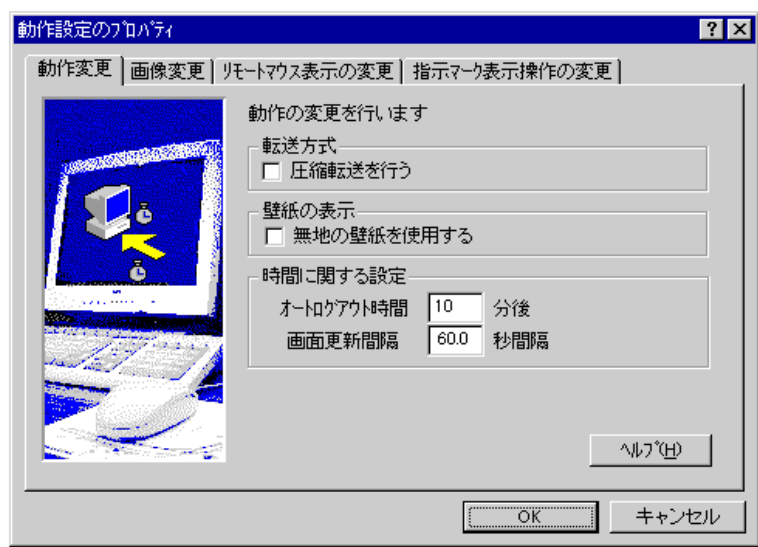 動作設定のﾌﾟﾛﾊﾟﾃｨ
動作変更 画像変更 ﾘﾓｰﾄﾏｳｽ表示の変更 指示ﾏｰｸ表示操作の変更
動作の変更を行います
転送方式
圧縮転送を行う
壁紙の表示
無地の壁紙を使用する
時間に関する設定
ｵｰﾄﾛｸﾞｱｳﾄ時間 10 分後
画面更新間隔 60.0 秒間隔
ﾍﾙﾌﾟ(H)
OK キャンセル